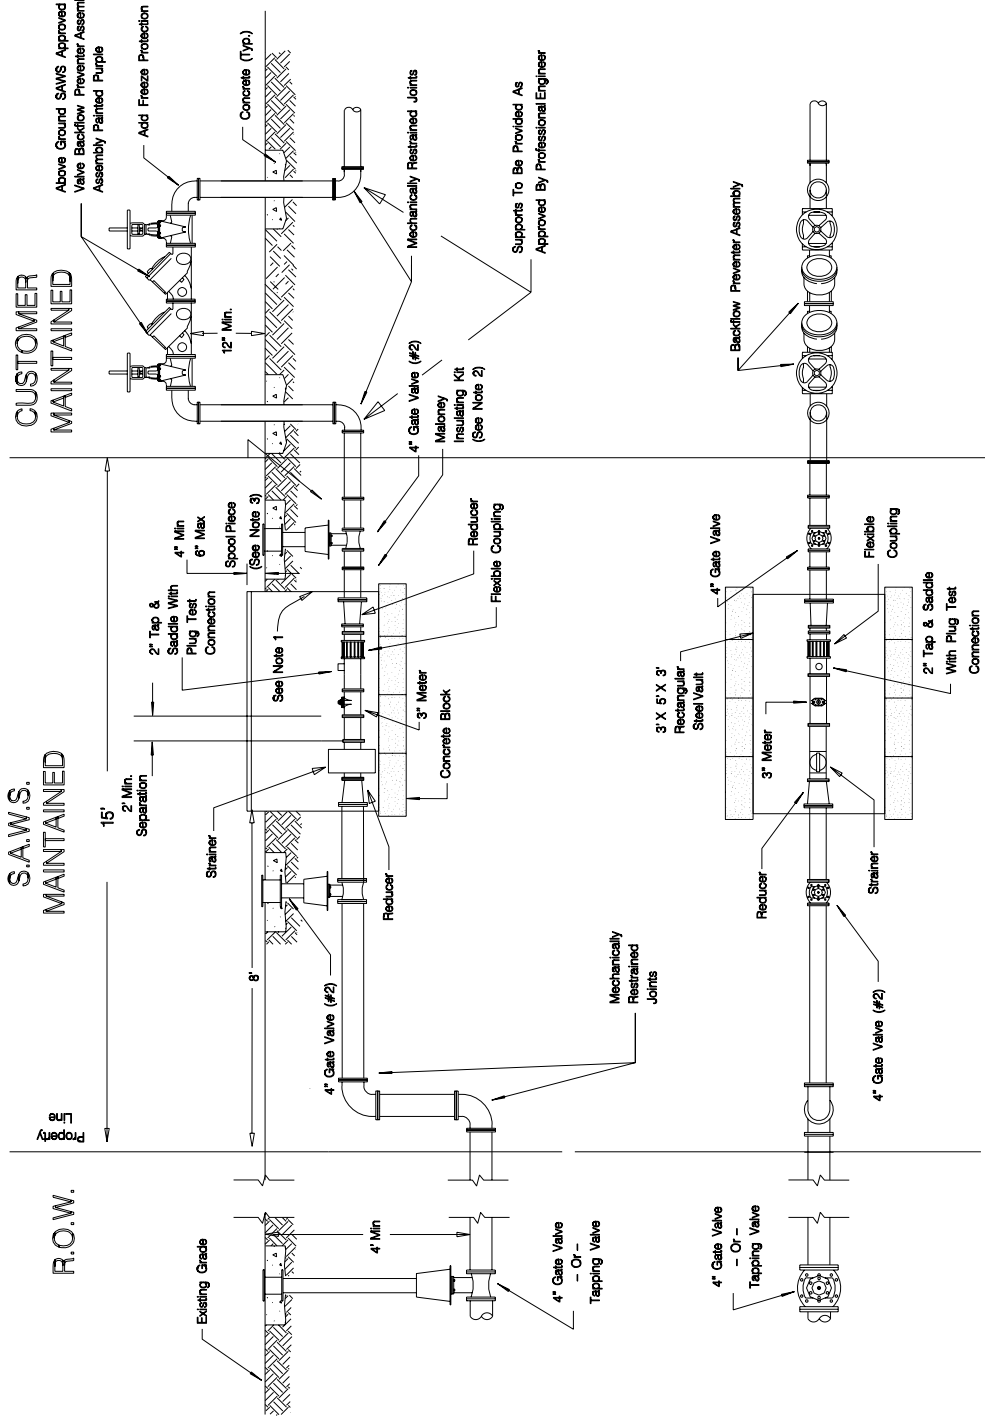 R.O.W.
Property
Line
S.A.W.S.
MAINTAINED
CUSTOMER
MAINTAINED
15'
8'
2' Min.
Separation
2" Tap &
Saddle With
Plug Test
Connection
4" Min
6" Max
Spool Piece
(See Note 3)
See Note 1
Above Ground SAWS Approved
Valve Backflow Preventer
Assembly Painted Purple
Add Freeze Protection
Concrete (Typ.)
12" Min.
Existing Grade
4' Min
4" Gate Valve
- Or -
Tapping Valve
4" Gate Valve (#2)
Mechanically
Restrained
Joints
Strainer
Reducer
3" Meter
Concrete Block
Reducer
Flexible Coupling
4" Gate Valve (#2)
Maloney
Insulating Kit
(See Note 2)
Mechanically Restrained Joints
Supports To Be Provided As
Approved By Professional Engineer
4" Gate Valve
- Or -
Tapping Valve
4" Gate Valve (#2)
Reducer
Strainer
3" Meter
3' X 5' X 3'
Rectangular
Steel Vault
4" Gate Valve
Flexible
Coupling
2" Tap & Saddle
With Plug Test
Connection
Backflow Preventer Assembly